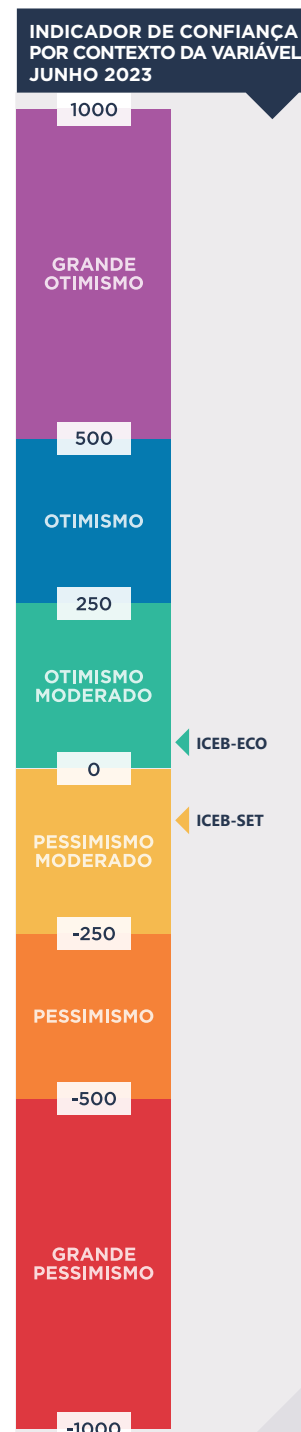 INDICADOR DE CONFIANÇA
POR CONTEXTO DA VARIÁVEL
JUNHO 2023
1000
GRANDE
OTIMISMO
500
OTIMISMO
250
OTIMISMO
MODERADO
ICEB-ECO
0
ICEB-SET
PESSIMISMO
MODERADO
-250
PESSIMISMO
-500
GRANDE
PESSIMISMO
-1000